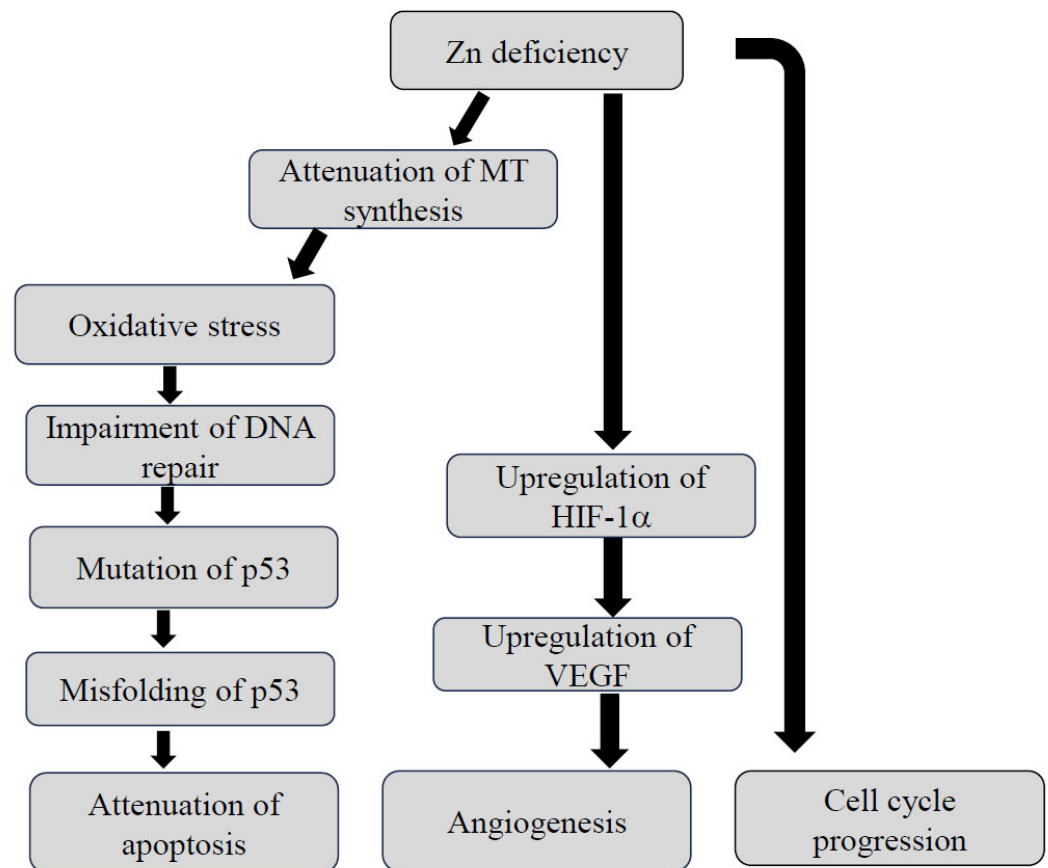 Zn deficiency
Attenuation of MT
synthesis
Oxidative stress
Impairment of DNA
repair
Mutation of p53
Misfolding of p53
Attenuation of
apoptosis
Upregulation of
HIF-1α
Upregulation of
VEGF
Angiogenesis
Cell cycle
progression